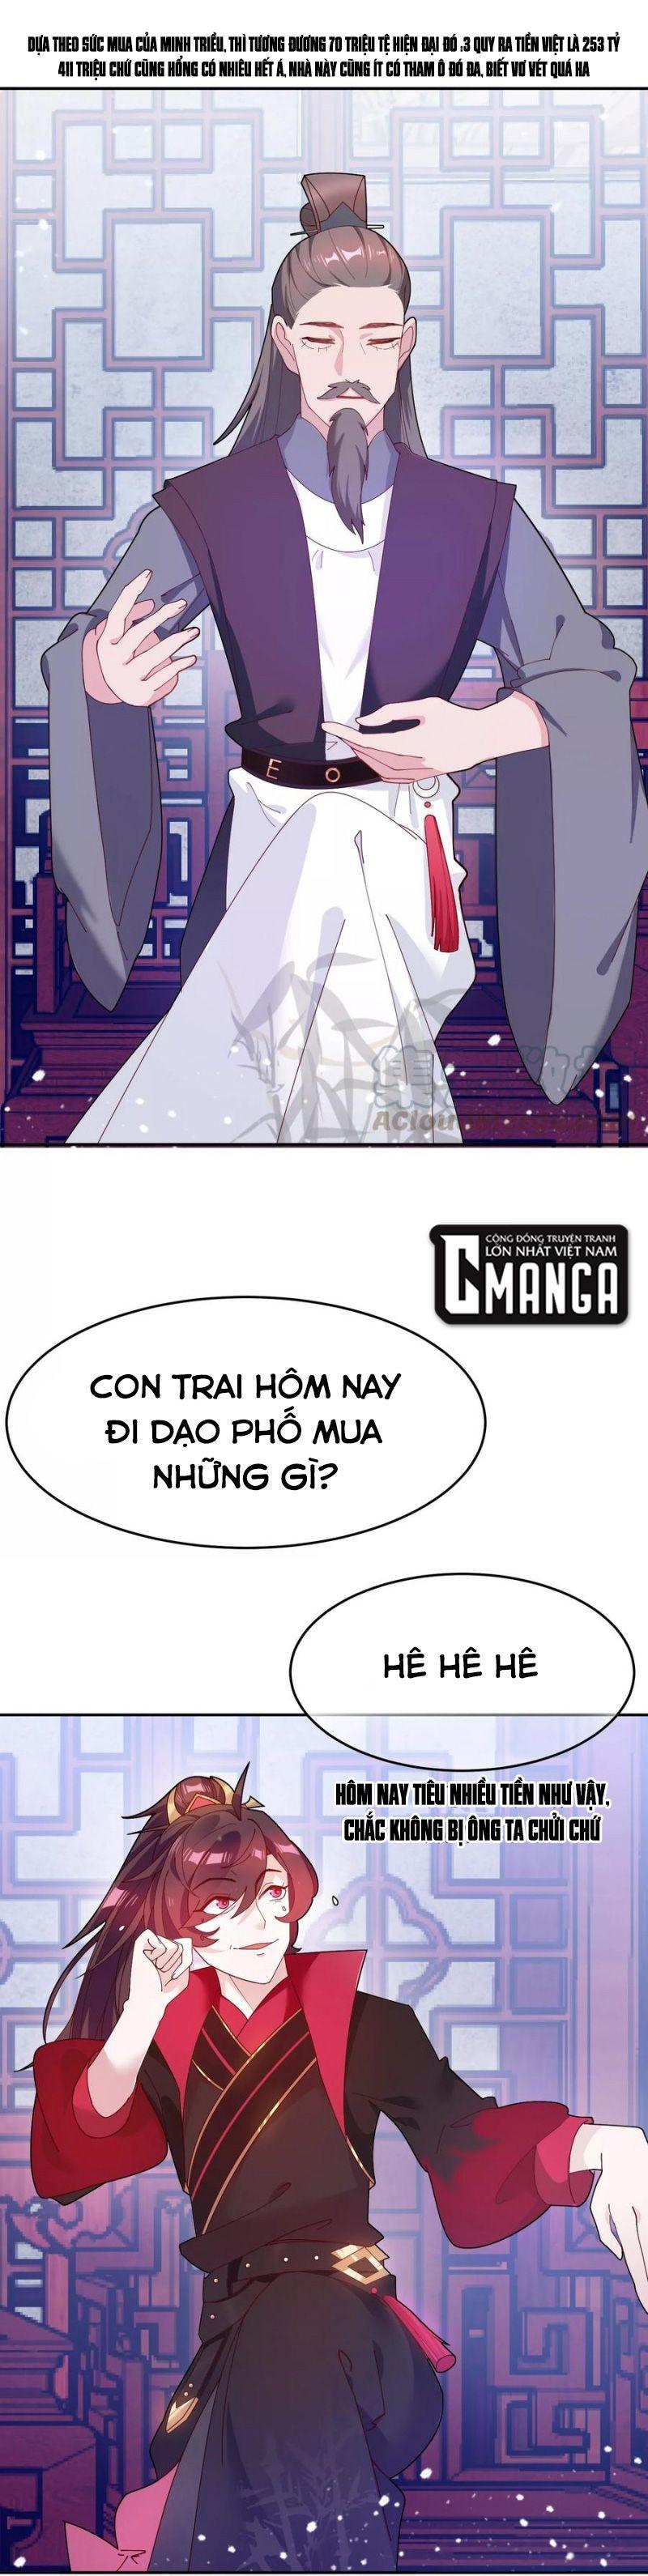 DỰA THEO SỨC MUA CỦA MINH TRIỀU, THÌ TƯƠNG ĐƯƠNG 70 TRIỆU TỆ HIỆN ĐẠI ĐÓ :3 QUY RA TIỀN VIỆT LÀ 253 TỶ
411 TRIỆU CHỨ CŨNG HỔNG CÓ NHIÊU HẾT Á, NHÀ NÀY CŨNG ÍT CÓ THAM Ô ĐÓ ĐA, BIẾT VƠ VÉT QUÁ HA
E O
CỘNG ĐỒNG TRUYỆN TRANH
LỚN NHẤT VIỆT NAM
CMANGA
CON TRAI HÔM NAY
ĐI DẠO PHỐ MUA
NHỮNG GÌ?
HÊ HÊ HÊ
HÔM NAY TIÊU NHIỀU TIỀN NHƯ VẬY,
CHẮC KHÔNG BỊ ÔNG TA CHỬI CHỨ